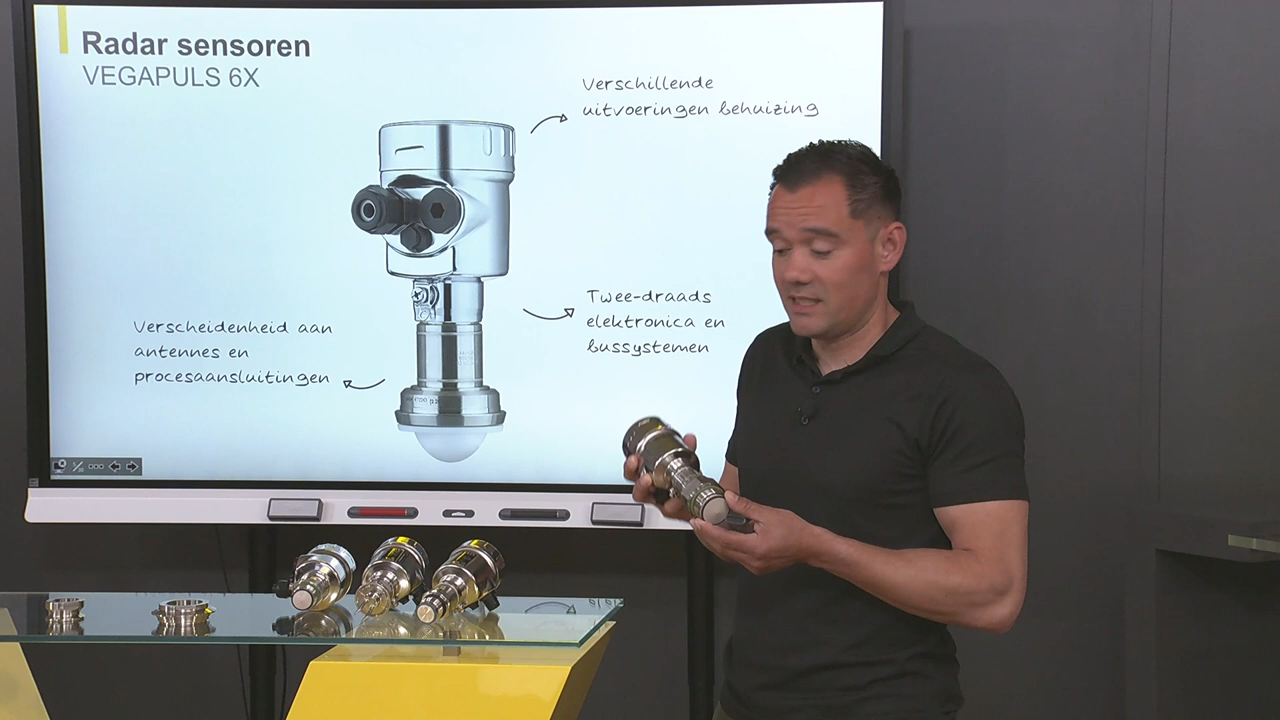 Radar sensoren
VEGAPULS 6X
Verschillende
uitvoeringen behuizing
Twee-draads
elektronica en
bussystemen
Verscheidenheid aan
antennes en
procesaansluitingen